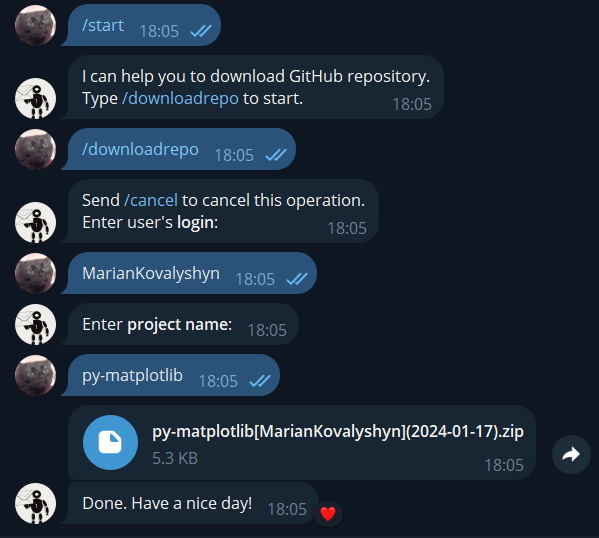 /start 18:05
I can help you to download GitHub repository.
Type /downloadrepo to start. 18:05
/downloadrepo 18:05
Send /cancel to cancel this operation.
Enter user's login: 18:05
MarianKovalyshyn 18:05
Enter project name: 18:05
py-matplotlib 18:05
py-matplotlib[MarianKovalyshyn](2024-01-17).zip
5.3 KB 18:05
Done. Have a nice day! 18:05